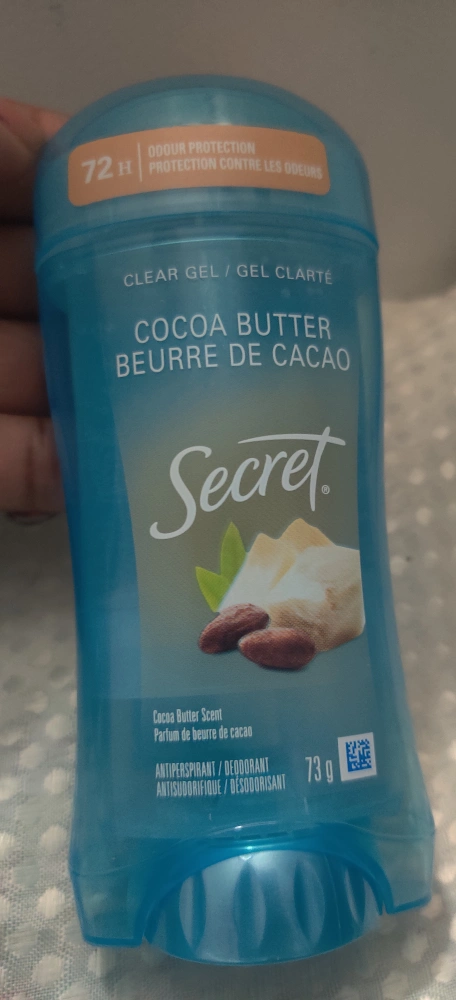 72 H
ODOUR PROTECTION
PROTECTION CONTRE LES ODEURS
CLEAR GEL / GEL CLARTÉ
COCOA BUTTER
BEURRE DE CACAO
Secret®
Cocoa Butter Scent
Parfum de beurre de cacao
ANTIPERSPIRANT / DEODORANT
ANTISUDORIFIQUE / DÉSODORISANT
73 g